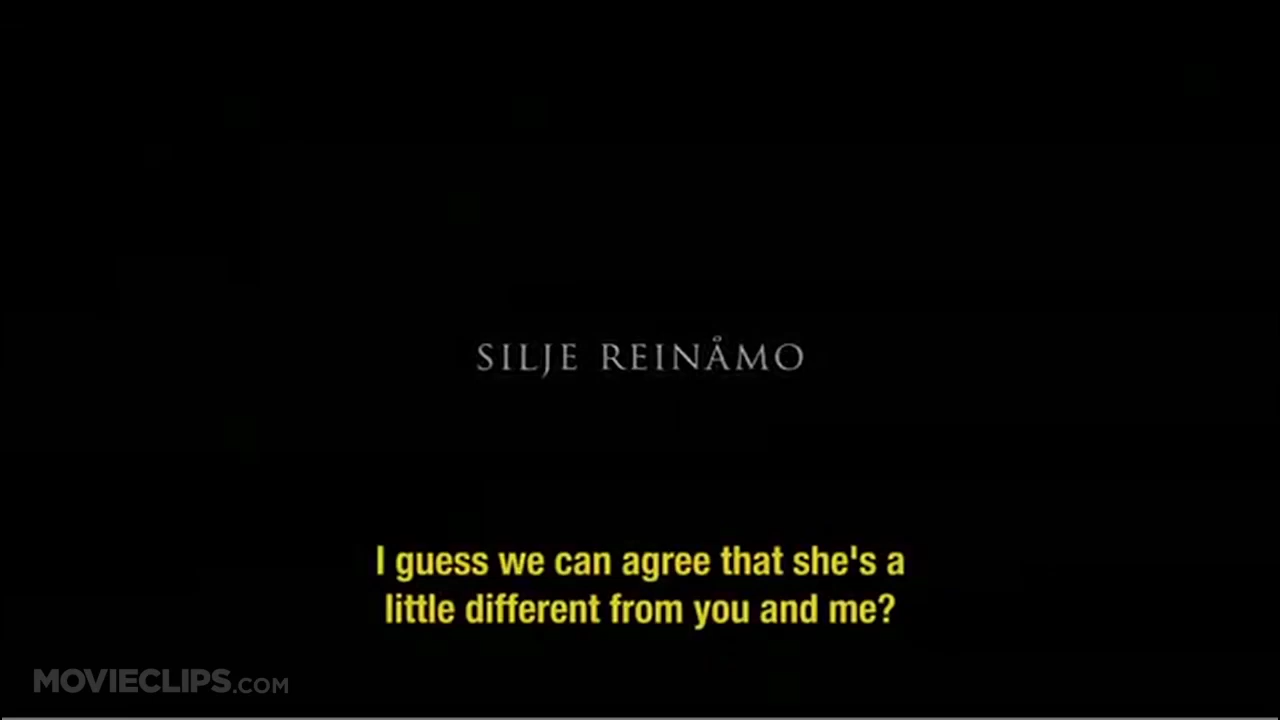 SILJE REINÅMO
I guess we can agree that she's a
little different from you and me?
MOVIECLIPS.COM